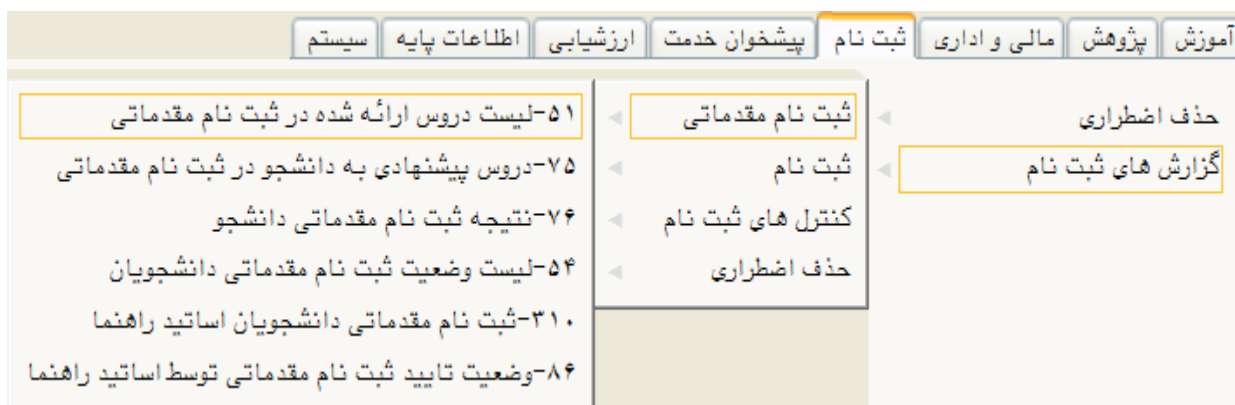 آموزش پژوهش مالی و اداری ثبت نام پیشخوان خدمت ارزشیابی اطلاعات پایه سیستم
حذف اضطراری
گزارش های ثبت نام
ثبت نام مقدماتی
ثبت نام
کنترل های ثبت نام
حذف اضطراری
۵۱-لیست دروس ارائه شده در ثبت نام مقدماتی
۷۵-دروس پیشنهادی به دانشجو در ثبت نام مقدماتی
۷۶-نتیجه ثبت نام مقدماتی دانشجو
۵۴-لیست وضعیت ثبت نام مقدماتی دانشجویان
۳۱۰-ثبت نام مقدماتی دانشجویان اساتید راهنما
۸۶-وضعیت تایید ثبت نام مقدماتی توسط اساتید راهنما